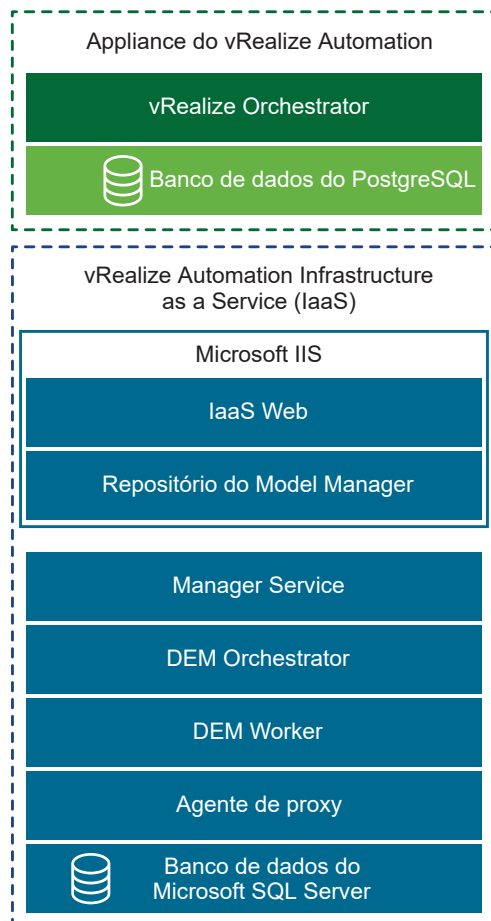 Appliance do vRealize Automation
vRealize Orchestrator
Banco de dados do PostgreSQL
vRealize Automation Infrastructure
as a Service (IaaS)
Microsoft IIS
IaaS Web
Repositório do Model Manager
Manager Service
DEM Orchestrator
DEM Worker
Agente de proxy
Banco de dados do
Microsoft SQL Server